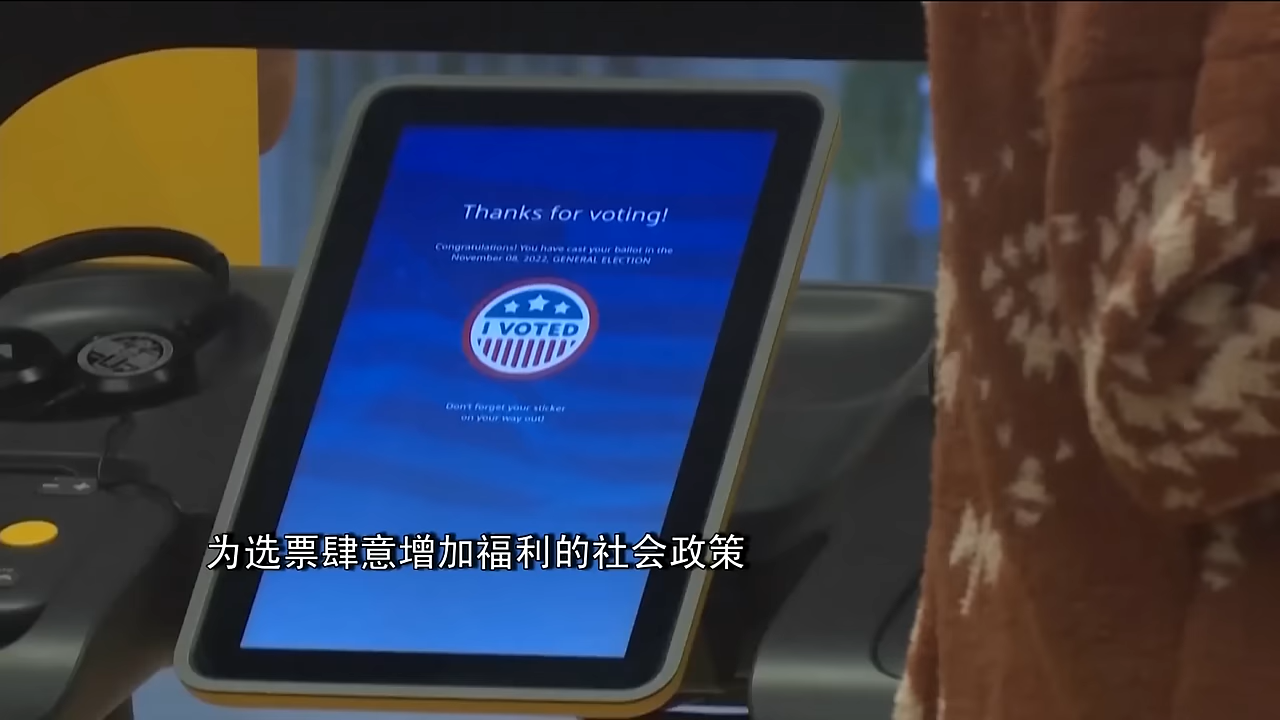 Thanks for voting!
Congratulations! You have cast your ballot in the
November 08, 2022, GENERAL ELECTION
I VOTED
Don't forget your sticker
on your way out!
为选票肆意增加福利的社会政策